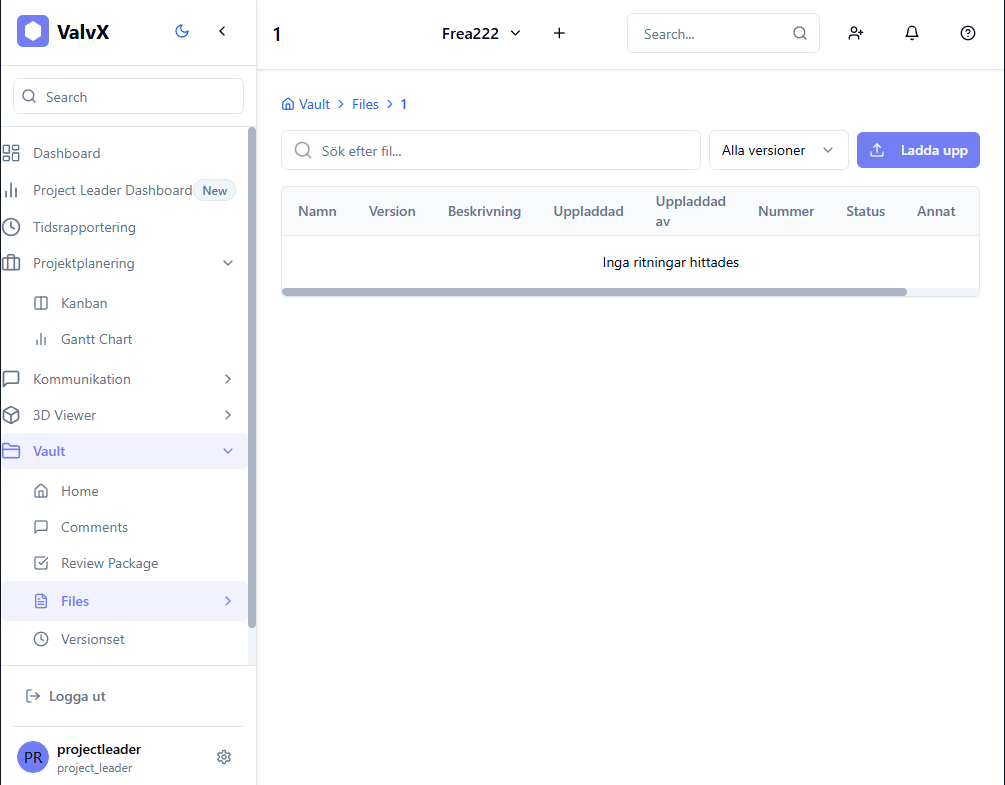 ValvX
Search
Dashboard
Project Leader Dashboard New
Tidsrapportering
Projektplanering
Kanban
Gantt Chart
Kommunikation
3D Viewer
Vault
Home
Comments
Review Package
Files
Versionset
Logga ut
PR
projectleader
project_leader
1
Frea222
Search...
Vault > Files > 1
Sök efter fil...
Alla versioner
Ladda upp
Namn Version Beskrivning Uppladdad Uppladdad av Nummer Status Annat
Inga ritningar hittades